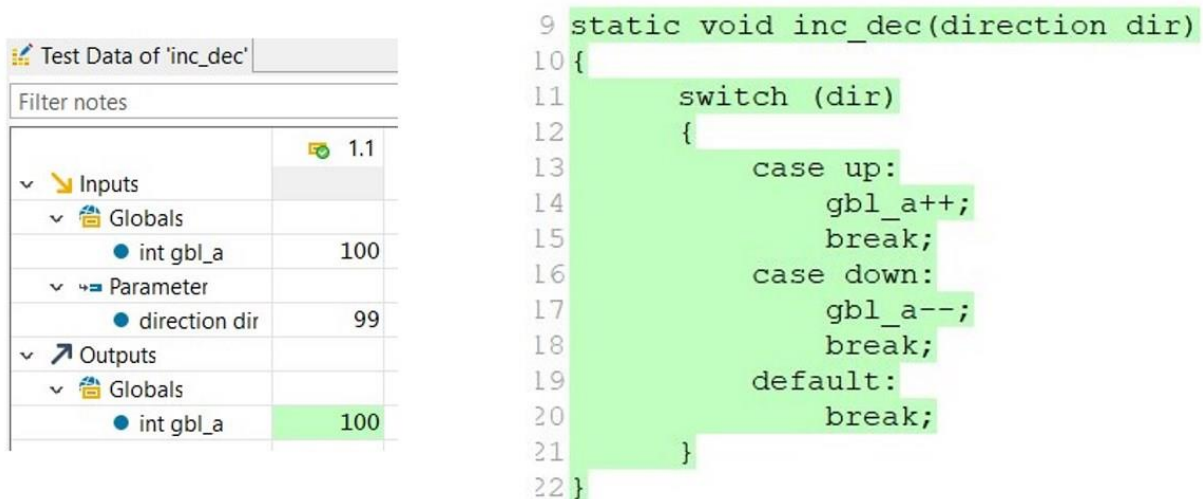 Test Data of 'inc_dec'
Filter notes
1.1
Inputs
Globals
int gbl_a 100
Parameter
direction dir 99
Outputs
Globals
int gbl_a 100
9 static void inc_dec(direction dir)
10 {
11 switch (dir)
12 {
13 case up:
14 gbl_a++;
15 break;
16 case down:
17 gbl_a--;
18 break;
19 default:
20 break;
21 }
22 }